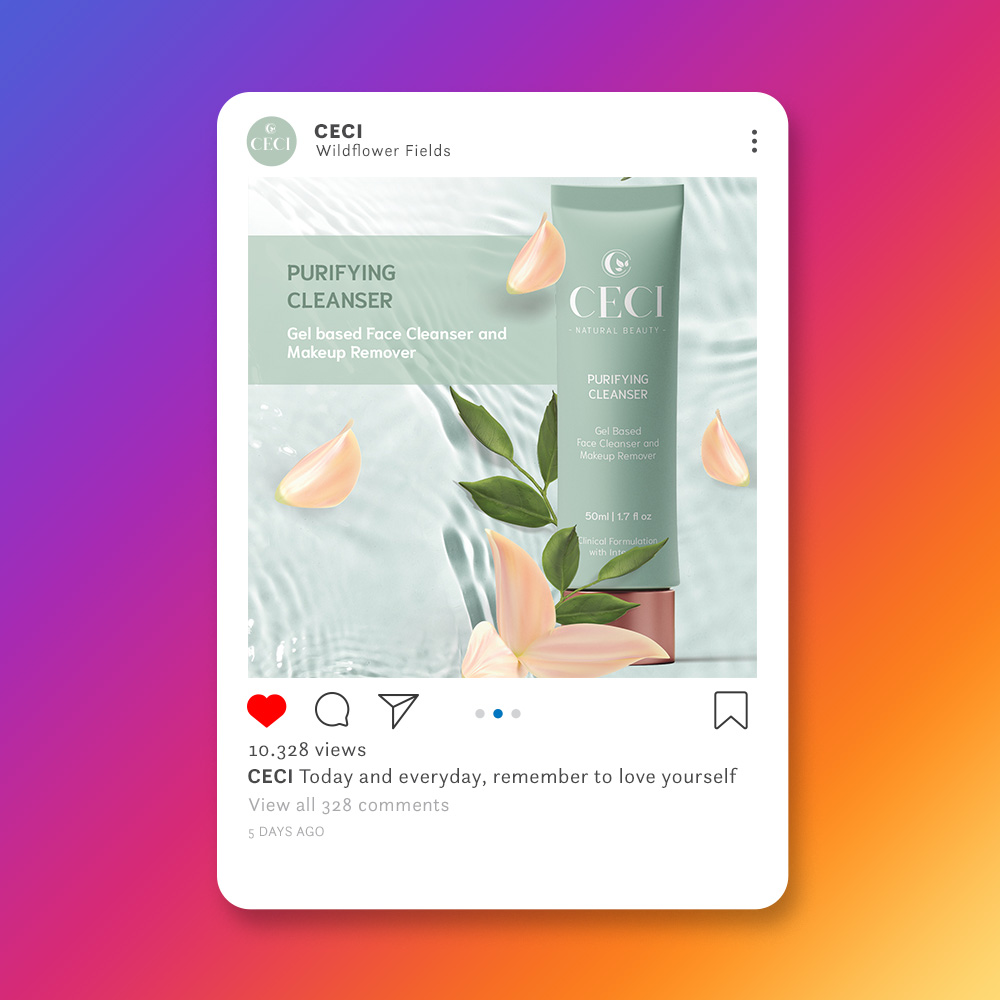 CECI
CECI
Wildflower Fields
PURIFYING
CLEANSER
Gel based Face Cleanser and
Makeup Remover
CECI
- NATURAL BEAUTY -
PURIFYING
CLEANSER
Gel Based
Face Cleanser and
Makeup Remover
50ml | 1.7 fl oz
Clinical Formulation
with
10.328 views
CECI Today and everyday, remember to love yourself
View all 328 comments
5 DAYS AGO